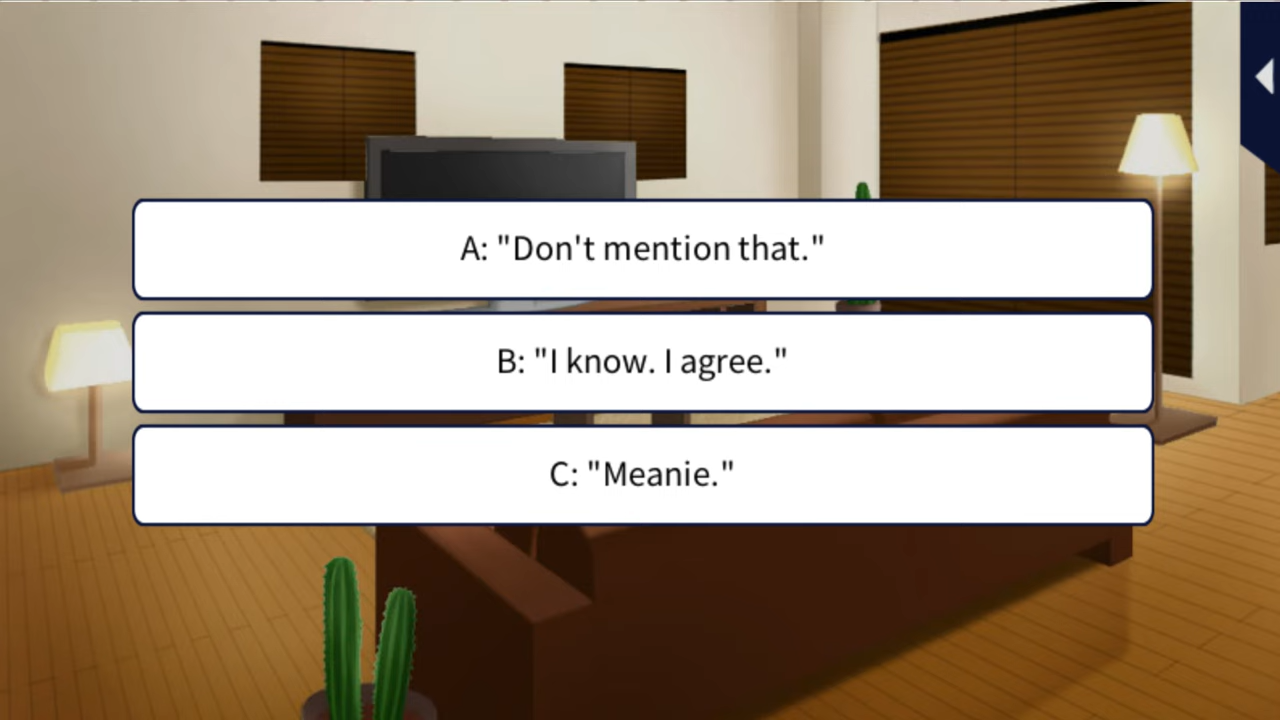 A: "Don't mention that."
B: "I know. I agree."
C: "Meanie."